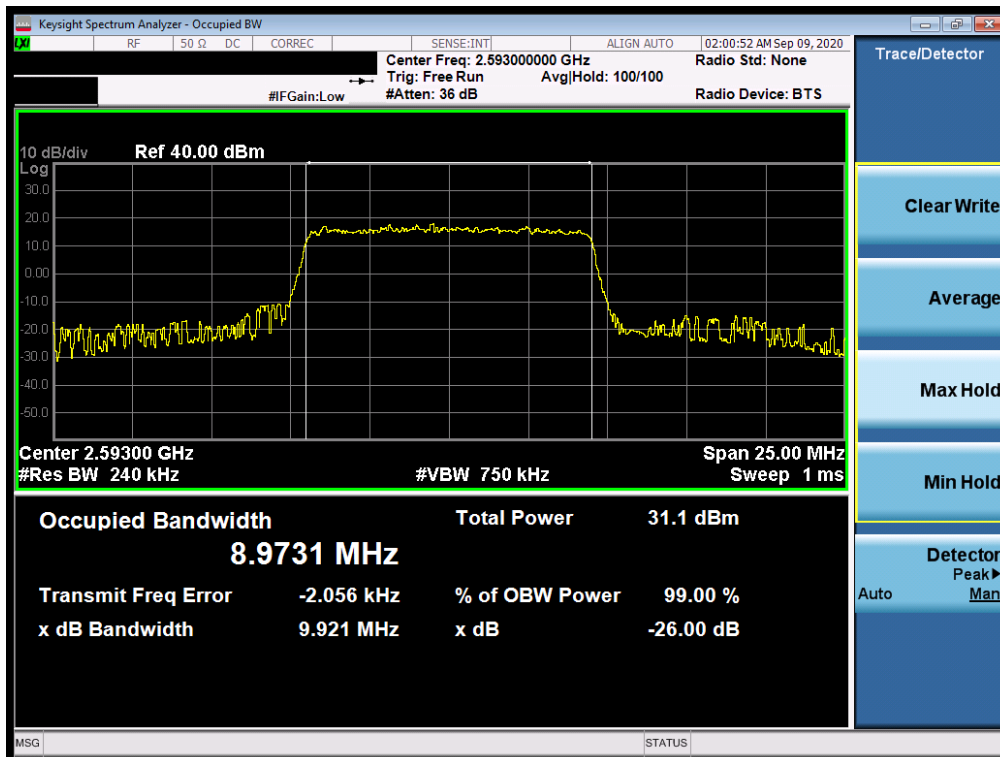 Keysight Spectrum Analyzer - Occupied BW
LXI RF 50 Ω DC CORREC SENSE:INT ALIGN AUTO 02:00:52 AM Sep 09, 2020
Center Freq: 2.593000000 GHz Radio Std: None
Trig: Free Run Avg|Hold: 100/100
#IFGain:Low #Atten: 36 dB Radio Device: BTS
10 dB/div Ref 40.00 dBm
Log
30.0
20.0
10.0
0.00
-10.0
-20.0
-30.0
-40.0
-50.0
Center 2.59300 GHz Span 25.00 MHz
#Res BW 240 kHz #VBW 750 kHz Sweep 1 ms
Occupied Bandwidth Total Power 31.1 dBm
8.9731 MHz
Transmit Freq Error -2.056 kHz % of OBW Power 99.00 %
x dB Bandwidth 9.921 MHz x dB -26.00 dB
MSG STATUS
Trace/Detector
Clear Write
Average
Max Hold
Min Hold
Detector
Peak▶
Auto Man